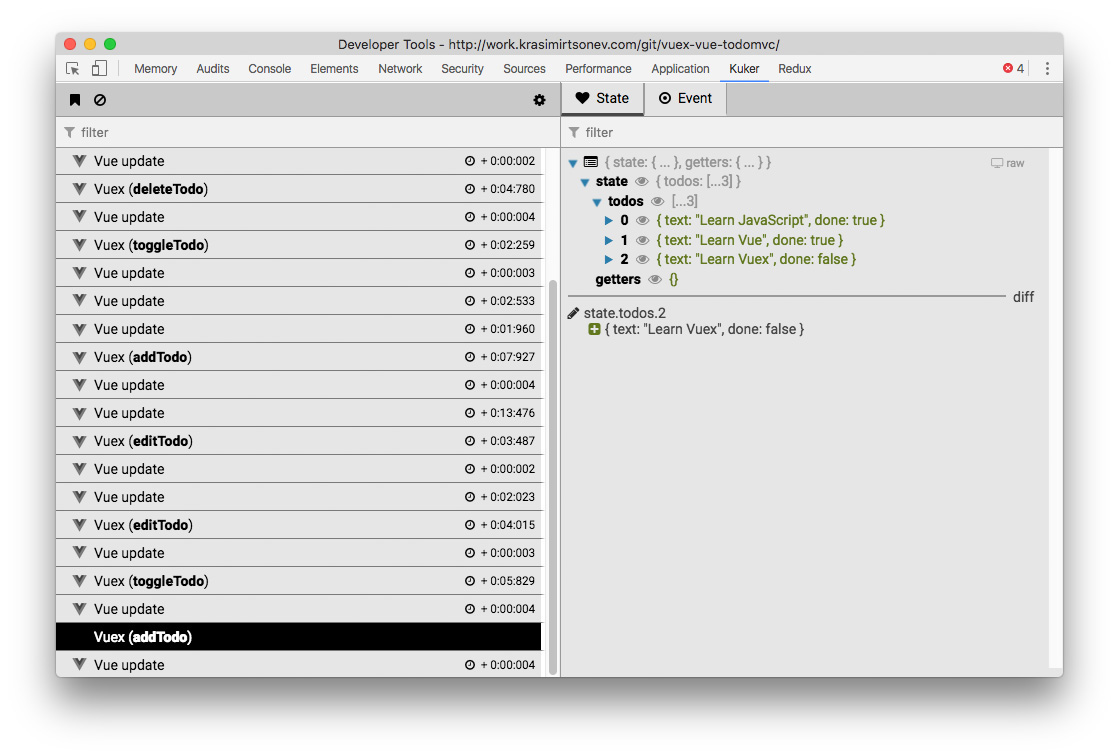 Developer Tools - http://work.krasimirtsonev.com/git/vuex-vue-todomvc/
Memory Audits Console Elements Network Security Sources Performance Application Kuker Redux 4
State Event
filter
Vue update + 0:00:002
Vuex (deleteTodo) + 0:04:780
Vue update + 0:00:004
Vuex (toggleTodo) + 0:02:259
Vue update + 0:00:003
Vue update + 0:02:533
Vue update + 0:01:960
Vuex (addTodo) + 0:07:927
Vue update + 0:00:004
Vue update + 0:13:476
Vuex (editTodo) + 0:03:487
Vue update + 0:00:002
Vue update + 0:02:023
Vuex (editTodo) + 0:04:015
Vue update + 0:00:003
Vuex (toggleTodo) + 0:05:829
Vue update + 0:00:004
Vuex (addTodo)
Vue update + 0:00:004
filter
{ state: { ... }, getters: { ... } } raw
state { todos: [...3] }
todos [...3]
0 { text: "Learn JavaScript", done: true }
1 { text: "Learn Vue", done: true }
2 { text: "Learn Vuex", done: false }
getters {}
diff
state.todos.2
{ text: "Learn Vuex", done: false }